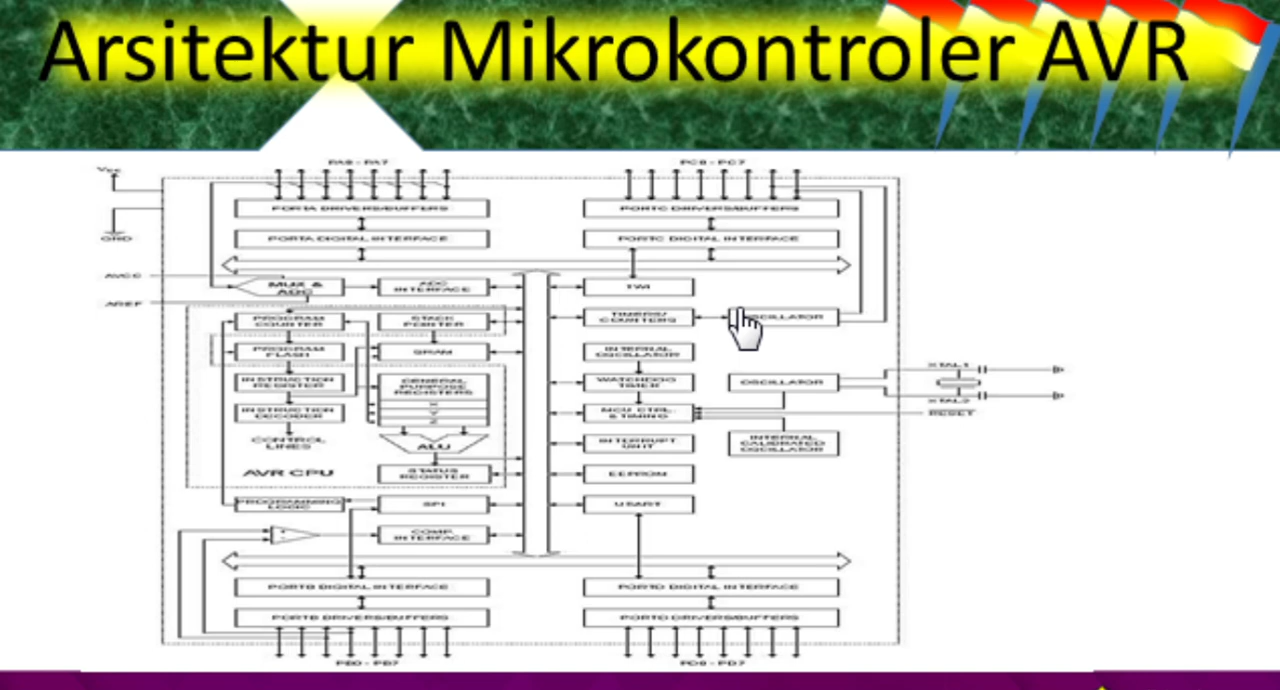 Arsitektur Mikrokontroler AVR
PA0 - PA7
PC0 - PC7
VCC
GND
PORTA DRIVERS/BUFFERS
PORTC DRIVERS/BUFFERS
PORTA DIGITAL INTERFACE
PORTC DIGITAL INTERFACE
AVCC
AREF
MUX &
ADC
ADC
INTERFACE
TWI
PROGRAM
COUNTER
STACK
POINTER
TIMERS/
COUNTERS
OSCILLATOR
PROGRAM
FLASH
SRAM
INTERNAL
OSCILLATOR
INSTRUCTION
REGISTER
GENERAL
PURPOSE
REGISTERS
X
Y
Z
WATCHDOG
TIMER
OSCILLATOR
XTAL1
XTAL2
RESET
INSTRUCTION
DECODER
MCU CTRL.
& TIMING
CONTROL
LINES
ALU
INTERRUPT
UNIT
INTERNAL
CALIBRATED
OSCILLATOR
AVR CPU
STATUS
REGISTER
EEPROM
PROGRAMMING
LOGIC
SPI
USART
+
-
COMP.
INTERFACE
PORTB DIGITAL INTERFACE
PORTD DIGITAL INTERFACE
PORTB DRIVERS/BUFFERS
PORTD DRIVERS/BUFFERS
PB0 - PB7
PD0 - PD7